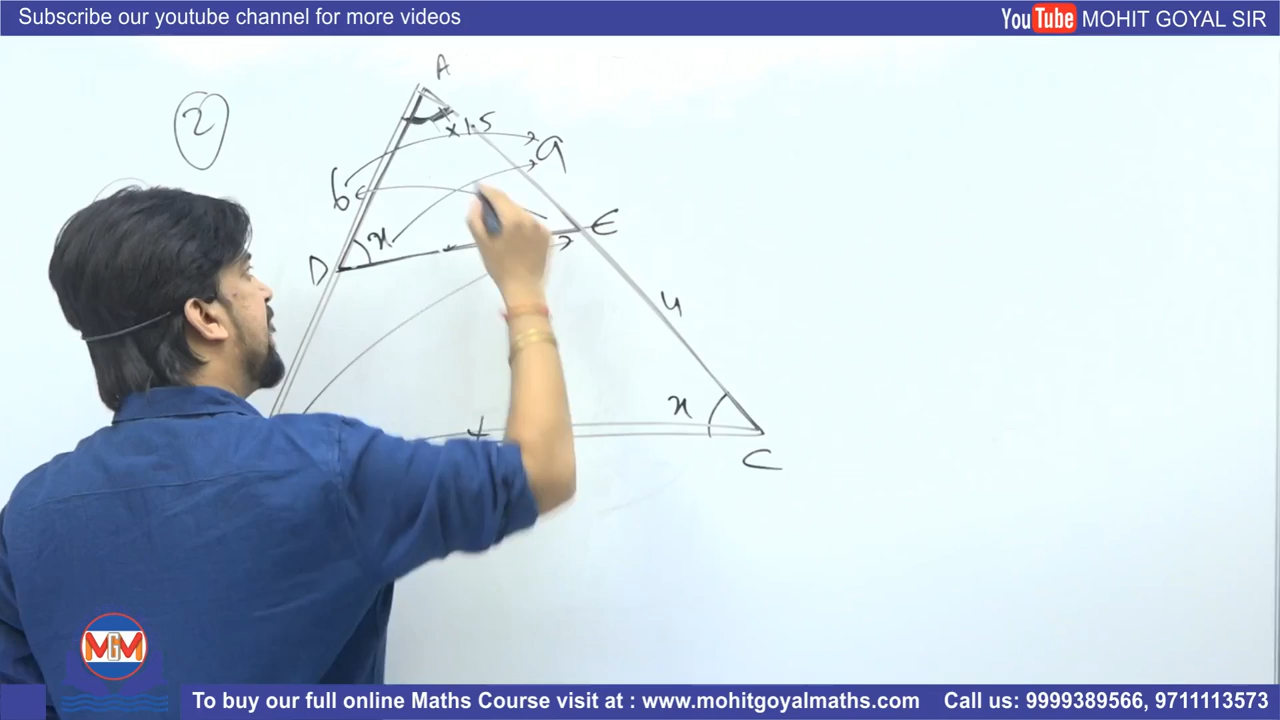 Subscribe our youtube channel for more videos
YouTube MOHIT GOYAL SIR
2
A
x1.5
9
6
x
D
E
4
x
C
MGM
To buy our full online Maths Course visit at : www.mohitgoyalmaths.com Call us: 9999389566, 9711113573